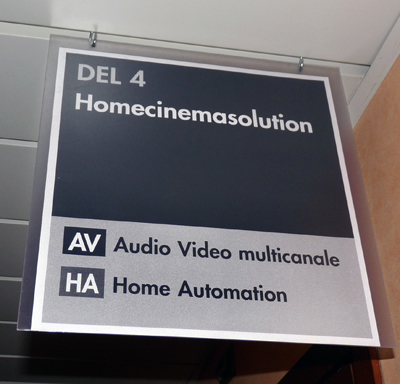 DEL 4
Homecinemasolution
AV Audio Video multicanale
HA Home Automation